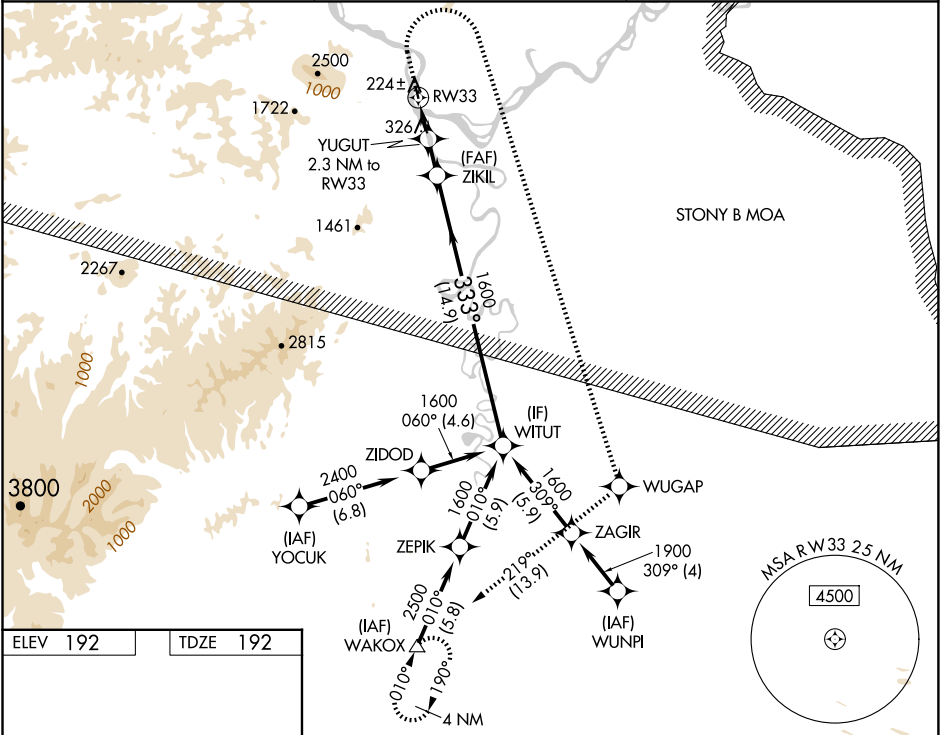 2500
1000
224±
RW33
1722
326
YUGUT
2.3 NM to
RW33
(FAF)
ZIKIL
STONY B MOA
1461
2267
1600
333°
(14.9)
2815
1000
1600
060° (4.6)
(IF)
WITUT
ZIDOD
2400
060°
(6.8)
3800
2000
1000
(IAF)
YOCUK
1600
010°
(5.9)
1600
309°
(5.9)
WUGAP
ZEPIK
ZAGIR
219°
(13.9)
1900
309° (4)
2500
010°
(5.8)
(IAF)
WAKOX
(IAF)
WUNPI
MSA RW33 25 NM
4500
ELEV 192
TDZE 192
010°
190°
4 NM